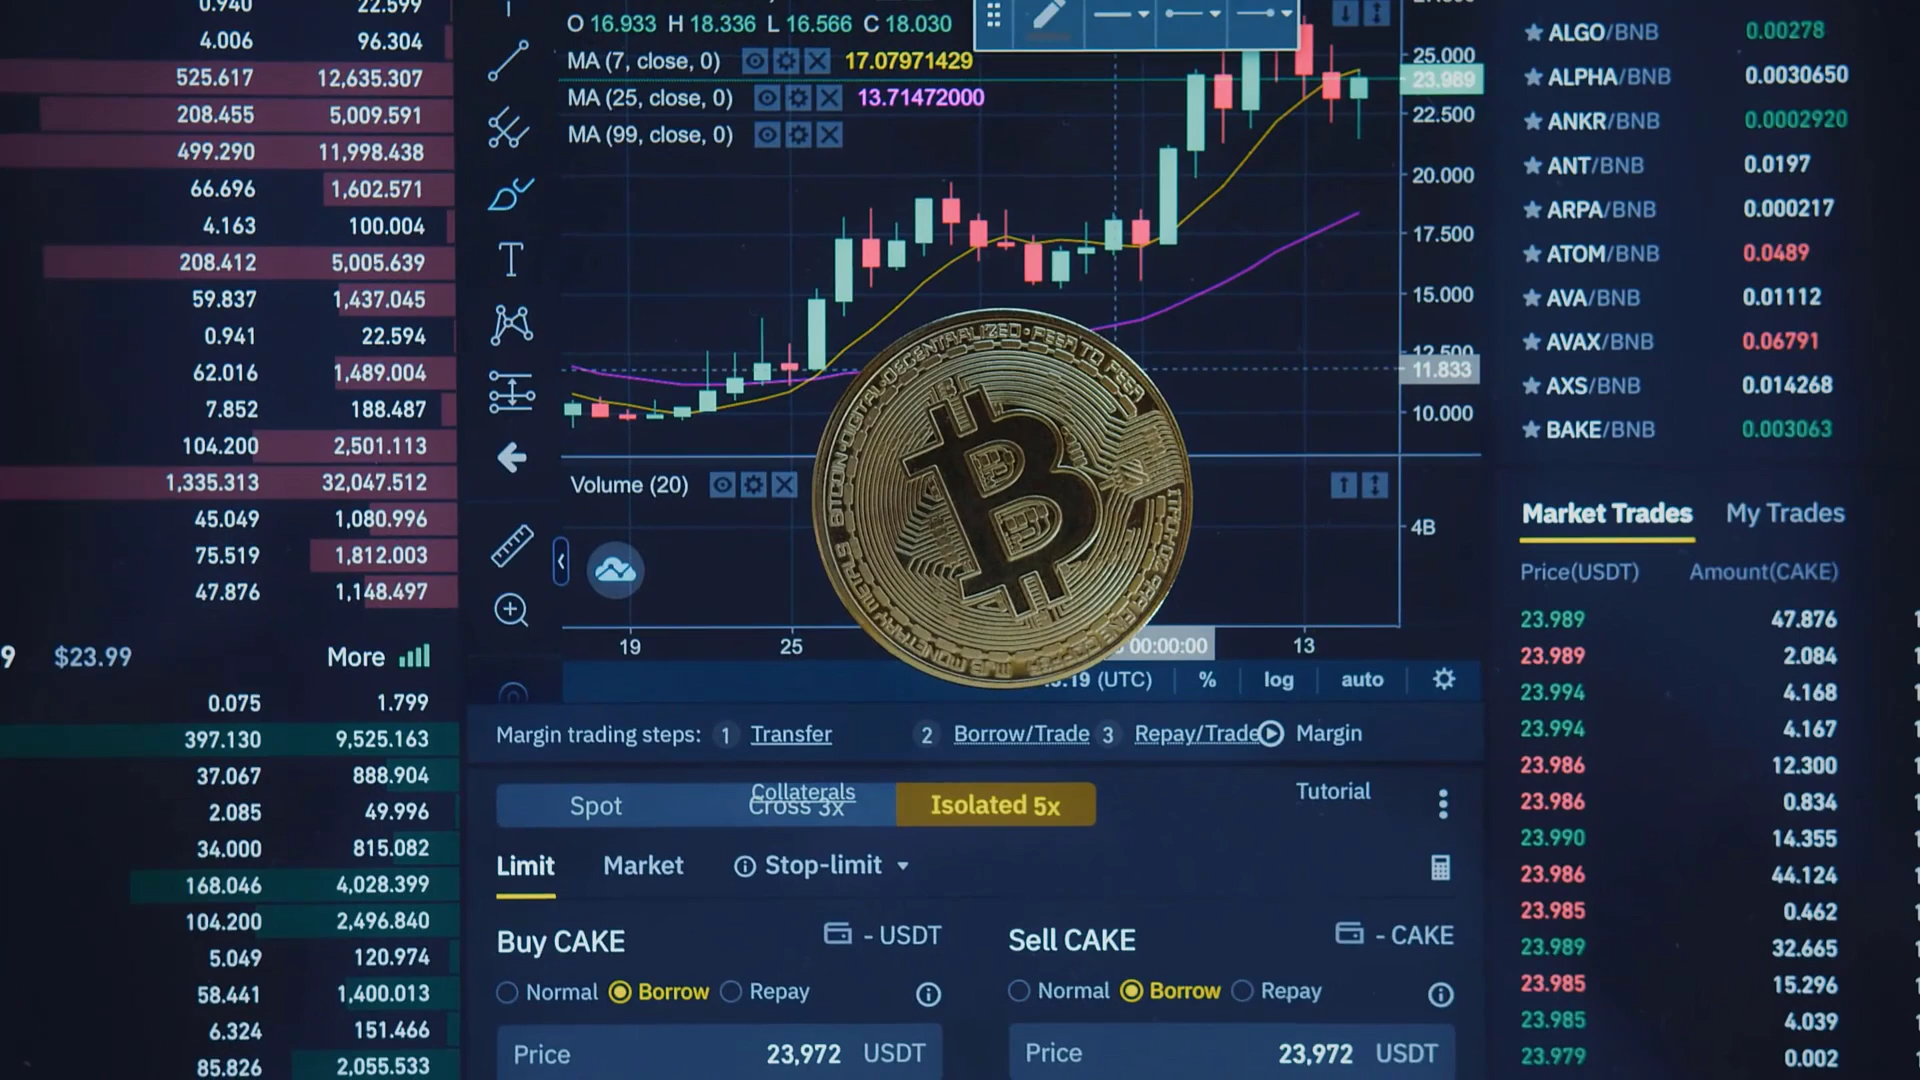 0.940 22.599
4.006 96.304
525.617 12,635.307
208.455 5,009.591
499.290 11,998.438
66.696 1,602.571
4.163 100.004
208.412 5,005.639
59.837 1,437.045
0.941 22.594
62.016 1,489.004
7.852 188.487
104.200 2,501.113
1,335.313 32,047.512
45.049 1,080.996
75.519 1,812.003
47.876 1,148.497
9 $23.99 More
0.075 1.799
397.130 9,525.163
37.067 888.904
2.085 49.996
34.000 815.082
168.046 4,028.399
104.200 2,496.840
5.049 120.974
58.441 1,400.013
6.324 151.466
85.826 2,055.533
O 16.933 H 18.336 L 16.566 C 18.030
MA (7, close, 0) 17.07971429
MA (25, close, 0) 13.71472000
MA (99, close, 0)
25.000
23.989
22.500
20.000
17.500
15.000
12.500
11.833
10.000
Volume (20)
4B
BITCOIN·DIGITAL·DECENTRALIZED·PEER TO PEER
B
19 25 00:00:00 13
:19 (UTC) % log auto
Margin trading steps: 1 Transfer 2 Borrow/Trade 3 Repay/Trade Margin
Collaterals Tutorial
Spot Cross 3x Isolated 5x
Limit Market Stop-limit
Buy CAKE - USDT Sell CAKE - CAKE
Normal Borrow Repay Normal Borrow Repay
Price 23,972 USDT Price 23,972 USDT
ALGO/BNB 0.00278
ALPHA/BNB 0.0030650
ANKR/BNB 0.0002920
ANT/BNB 0.0197
ARPA/BNB 0.000217
ATOM/BNB 0.0489
AVA/BNB 0.01112
AVAX/BNB 0.06791
AXS/BNB 0.014268
BAKE/BNB 0.003063
Market Trades My Trades
Price(USDT) Amount(CAKE)
23.989 47.876
23.989 2.084
23.994 4.168
23.994 4.167
23.986 12.300
23.986 0.834
23.990 14.355
23.986 44.124
23.985 0.462
23.989 32.665
23.985 15.296
23.985 4.039
23.979 0.002